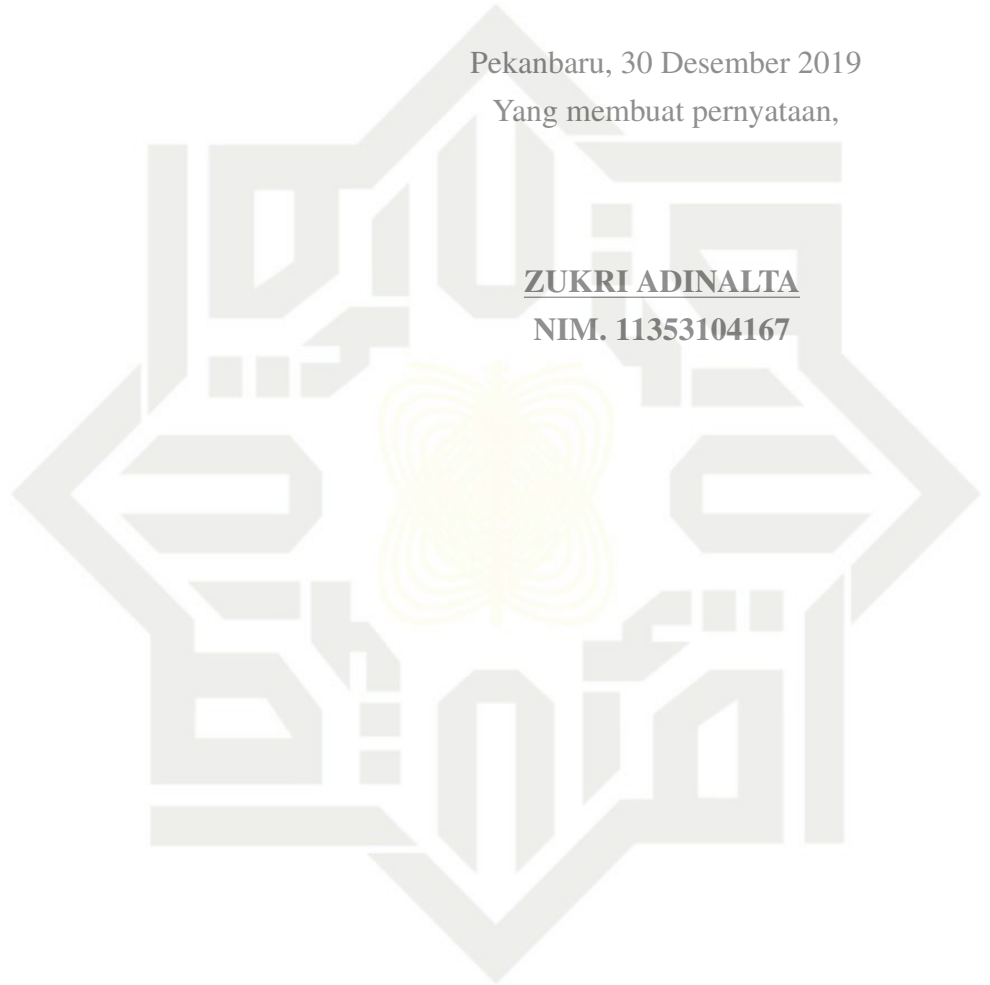 Pekanbaru, 30 Desember 2019
Yang membuat pernyataan,
ZUKRI ADINALTA
NIM. 11353104167